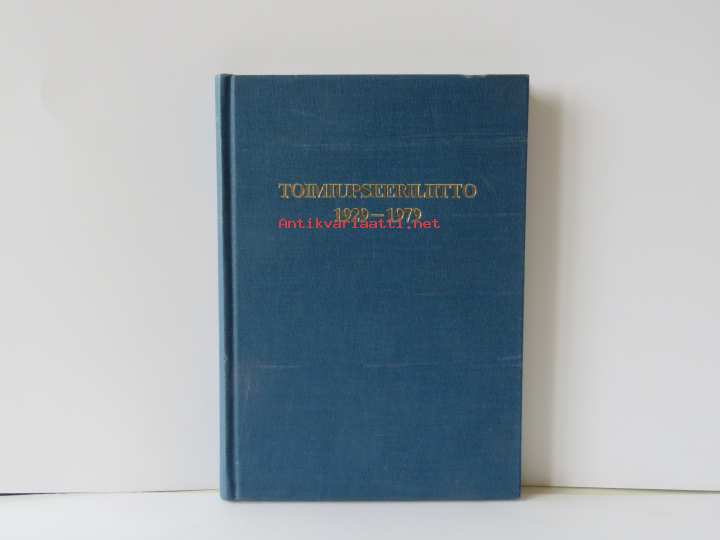 TOIMIUPSEERILIITTO
1929–1979
Antikvariaatti.net